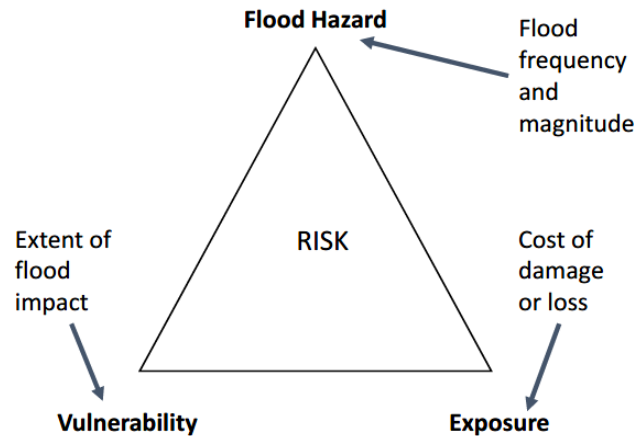 Flood Hazard
Flood
frequency
and
magnitude
Extent of
flood
impact
RISK
Cost of
damage
or loss
Vulnerability
Exposure